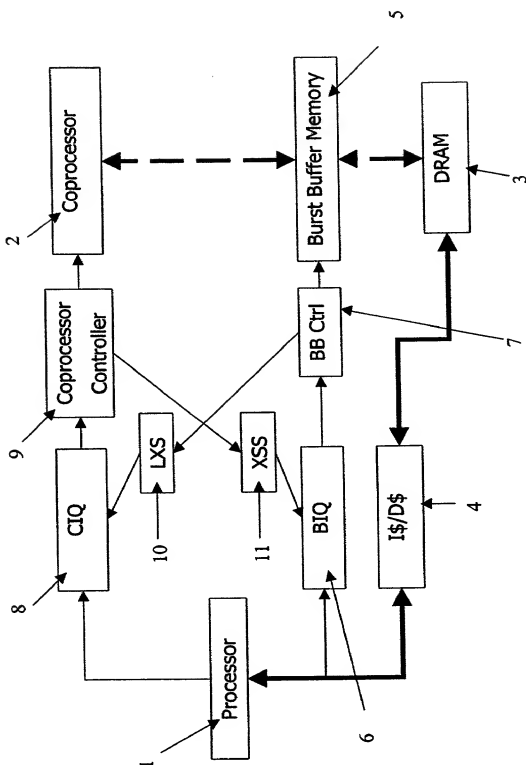 2
Coprocessor
9
Coprocessor
Controller
8
CIQ
LXS
10
XSS
11
1
Processor
BIQ
6
BB Ctrl
7
Burst Buffer Memory
5
I$/D$
4
DRAM
3